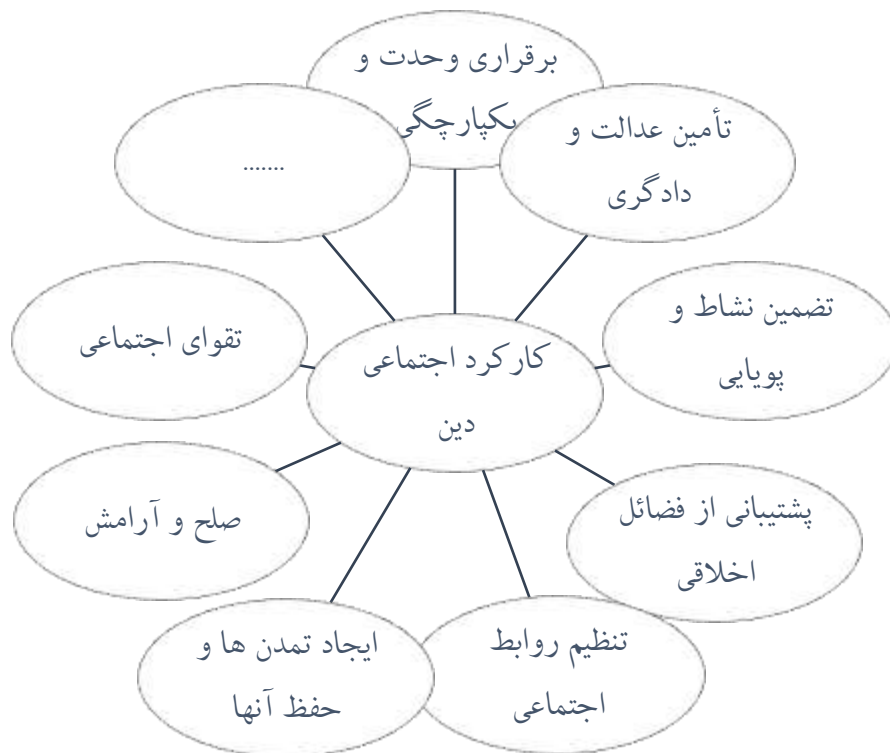 برقراری وحدت و
یکپارچگی
تأمین عدالت و
دادگری
تضمین نشاط و
پویایی
پشتیبانی از فضائل
اخلاقی
تنظیم روابط
اجتماعی
ایجاد تمدن ها و
حفظ آنها
صلح و آرامش
تقوای اجتماعی
.......
کارکرد اجتماعی
دین